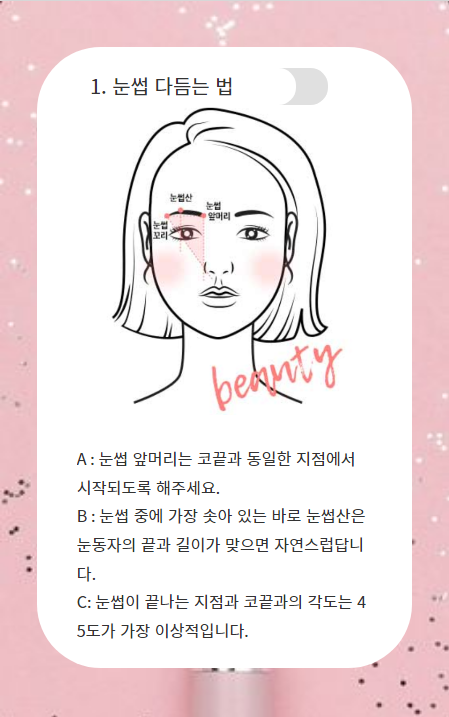 1. 눈썹 다듬는 법
눈썹산
눈썹
앞머리
눈썹
꼬리
beauty
A : 눈썹 앞머리는 코끝과 동일한 지점에서
시작되도록 해주세요.
B : 눈썹 중에 가장 솟아 있는 바로 눈썹산은
눈동자의 끝과 길이가 맞으면 자연스럽답니
다.
C: 눈썹이 끝나는 지점과 코끝과의 각도는 4
5도가 가장 이상적입니다.